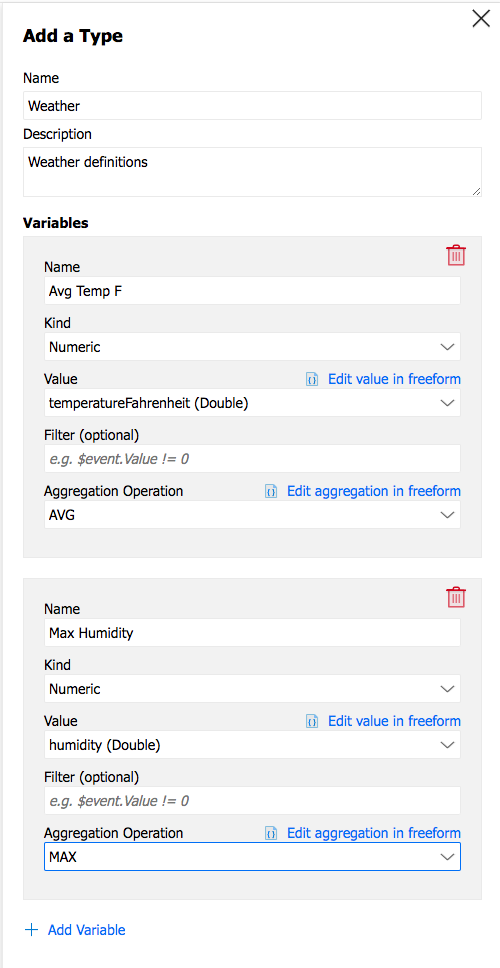 Add a Type
Name
Weather
Description
Weather definitions
Variables
Name
Avg Temp F
Kind
Numeric
Value Edit value in freeform
temperatureFahrenheit (Double)
Filter (optional)
e.g. $event.Value != 0
Aggregation Operation Edit aggregation in freeform
AVG
Name
Max Humidity
Kind
Numeric
Value Edit value in freeform
humidity (Double)
Filter (optional)
e.g. $event.Value != 0
Aggregation Operation Edit aggregation in freeform
MAX
Add Variable